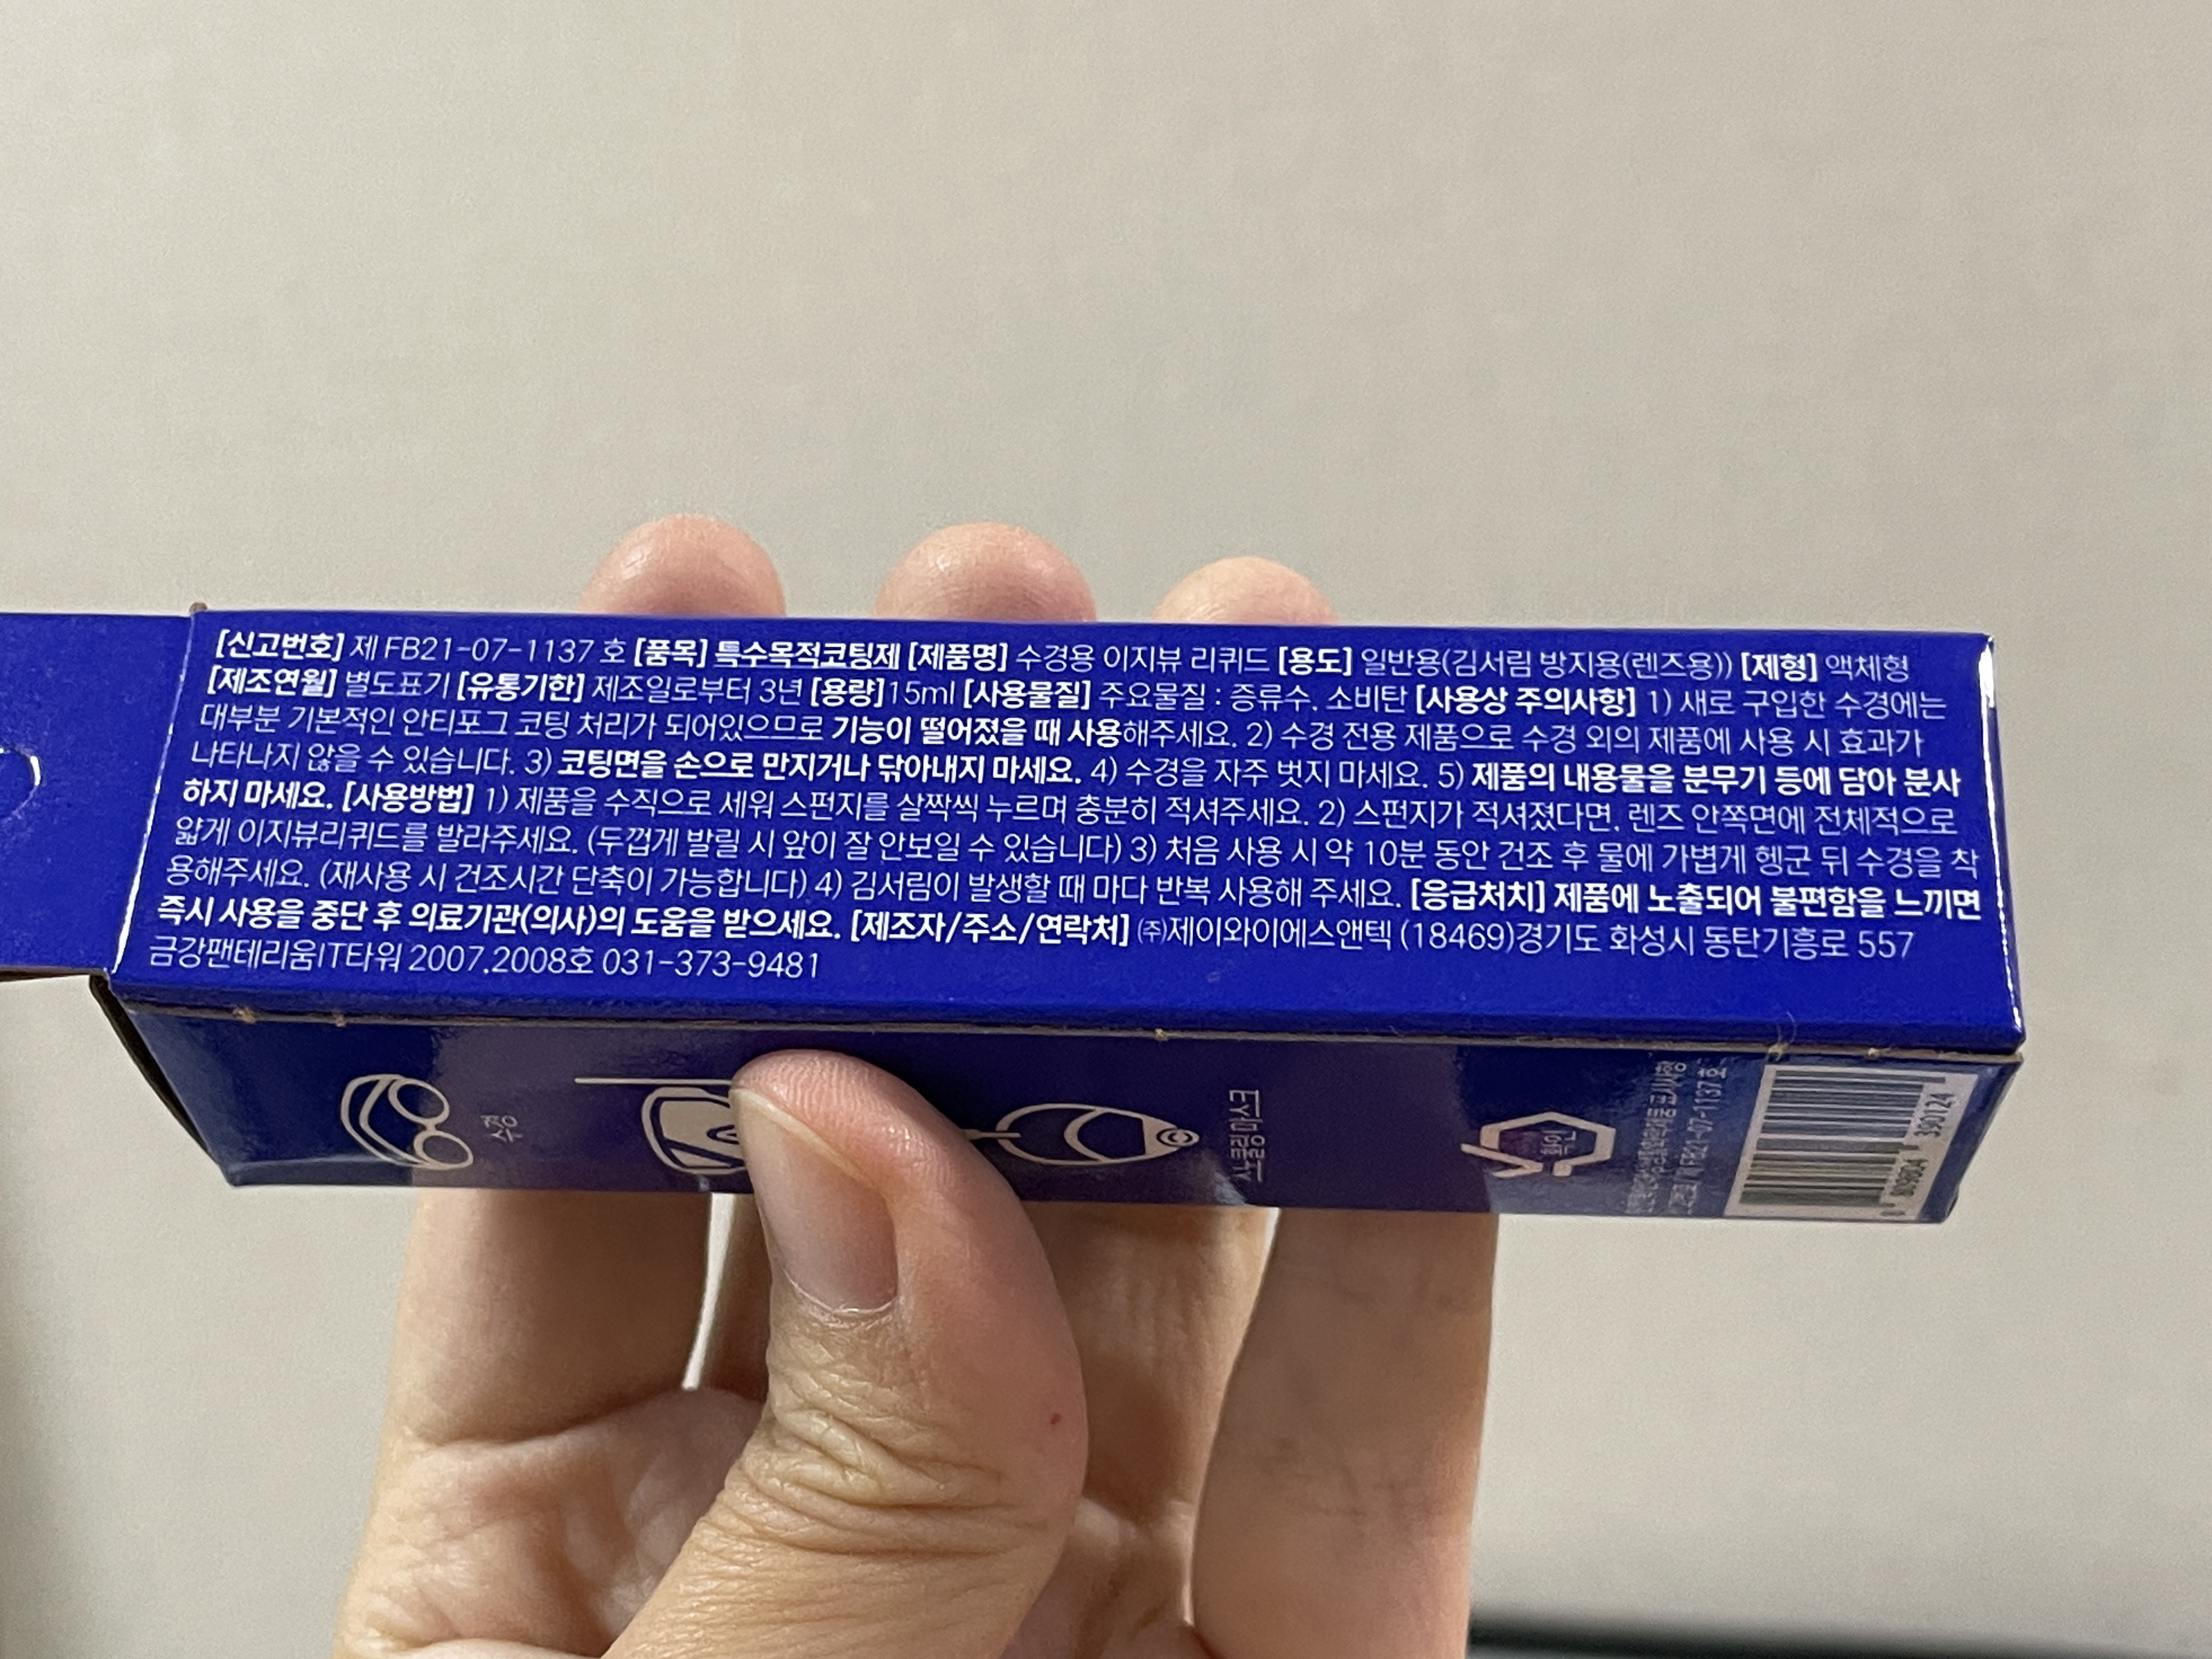 [신고번호] 제 FB21-07-1137 호 [품목] 특수목적코팅제 [제품명] 수경용 이지뷰 리퀴드 [용도] 일반용(김서림 방지용(렌즈용)) [제형] 액체형
[제조연월] 별도표기 [유통기한] 제조일로부터 3년 [용량]15ml [사용물질] 주요물질 : 증류수, 소비탄 [사용상 주의사항] 1) 새로 구입한 수경에는
대부분 기본적인 안티포그 코팅 처리가 되어있으므로 기능이 떨어졌을 때 사용해주세요. 2) 수경 전용 제품으로 수경 외의 제품에 사용 시 효과가
나타나지 않을 수 있습니다. 3) 코팅면을 손으로 만지거나 닦아내지 마세요. 4) 수경을 자주 벗지 마세요. 5) 제품의 내용물을 분무기 등에 담아 분사
하지 마세요. [사용방법] 1) 제품을 수직으로 세워 스펀지를 살짝씩 누르며 충분히 적셔주세요. 2) 스펀지가 적셔졌다면, 렌즈 안쪽면에 전체적으로
얇게 이지뷰리퀴드를 발라주세요. (두껍게 발릴 시 앞이 잘 안보일 수 있습니다) 3) 처음 사용 시 약 10분 동안 건조 후 물에 가볍게 헹군 뒤 수경을 착
용해주세요. (재사용 시 건조시간 단축이 가능합니다) 4) 김서림이 발생할 때 마다 반복 사용해 주세요. [응급처치] 제품에 노출되어 불편함을 느끼면
즉시 사용을 중단 후 의료기관(의사)의 도움을 받으세요. [제조자/주소/연락처] ㈜제이와이에스앤텍 (18469)경기도 화성시 동탄기흥로 557
금강팬테리움IT타워 2007,2008호 031-373-9481
수경
스노클링마스크
확인
FB21-07-1137 호
809804 390124